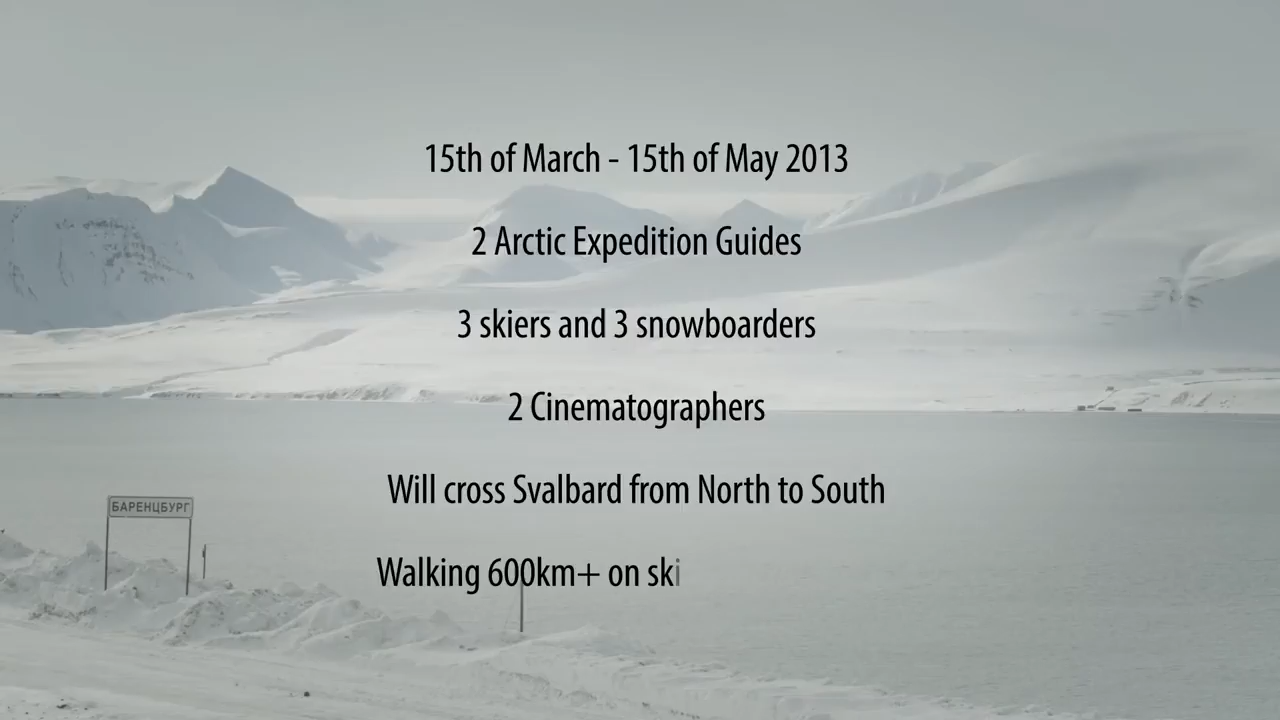 15th of March - 15th of May 2013
2 Arctic Expedition Guides
3 skiers and 3 snowboarders
2 Cinematographers
Will cross Svalbard from North to South
БАРЕНЦБУРГ
Walking 600km+ on ski